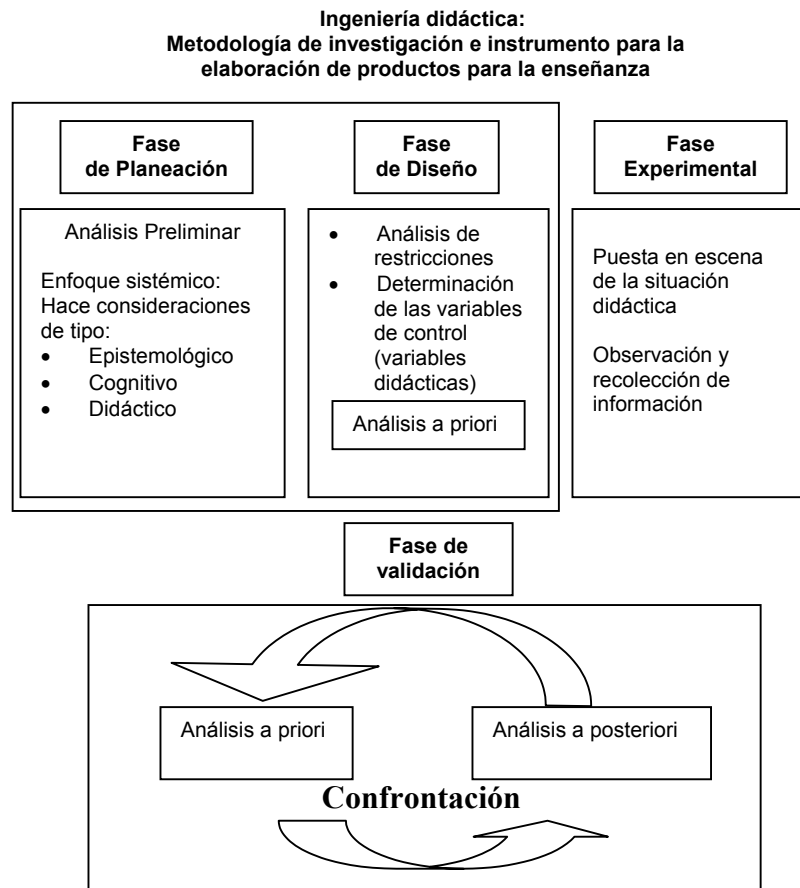 Ingeniería didáctica:
Metodología de investigación e instrumento para la
elaboración de productos para la enseñanza
Fase
de Planeación
Análisis Preliminar
Enfoque sistémico:
Hace consideraciones
de tipo:
• Epistemológico
• Cognitivo
• Didáctico
Fase
de Diseño
• Análisis de
restricciones
• Determinación
de las variables
de control
(variables
didácticas)
Análisis a priori
Fase
Experimental
Puesta en escena
de la situación
didáctica
Observación y
recolección de
información
Fase de
validación
Análisis a priori
Análisis a posteriori
Confrontación